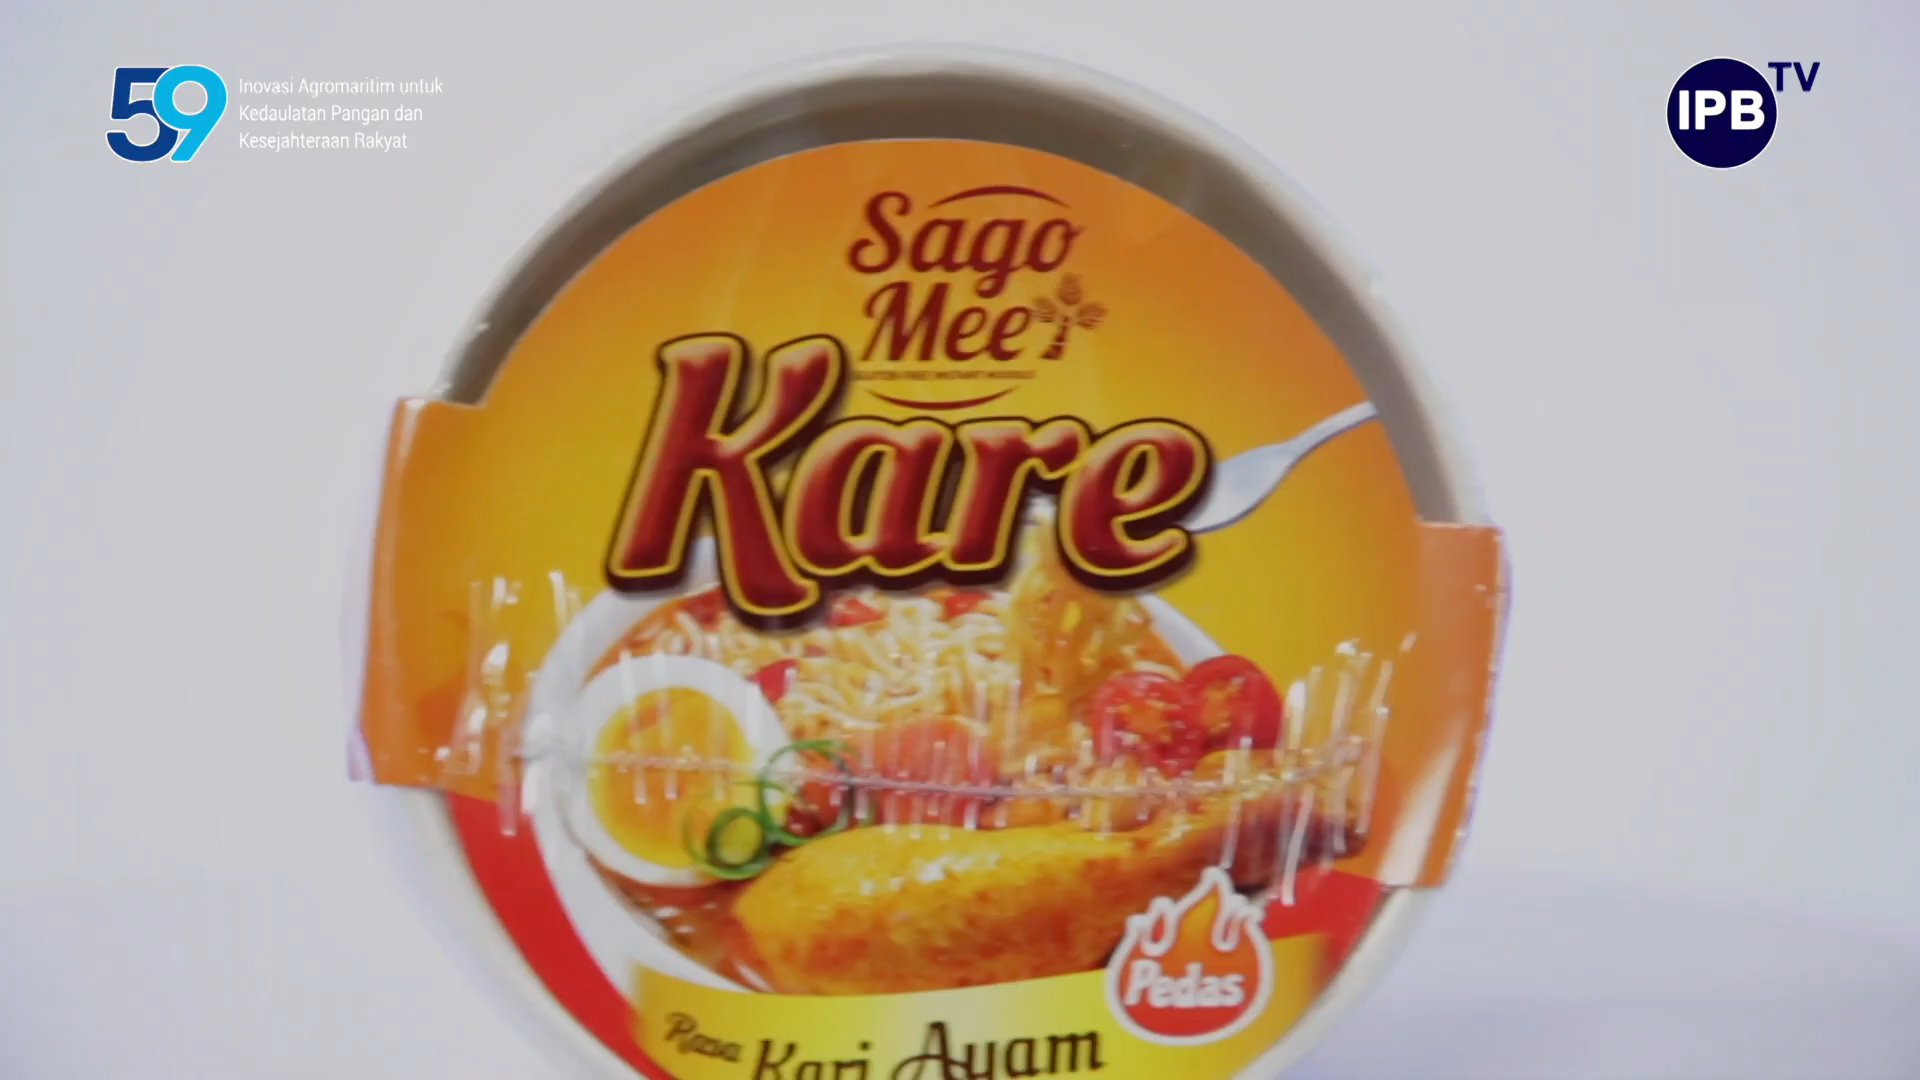 59
Inovasi Agromaritim untuk
Kedaulatan Pangan dan
Kesejahteraan Rakyat
IPB TV
Sago
Mee
Kare
Pedas
Rasa Kari Ayam